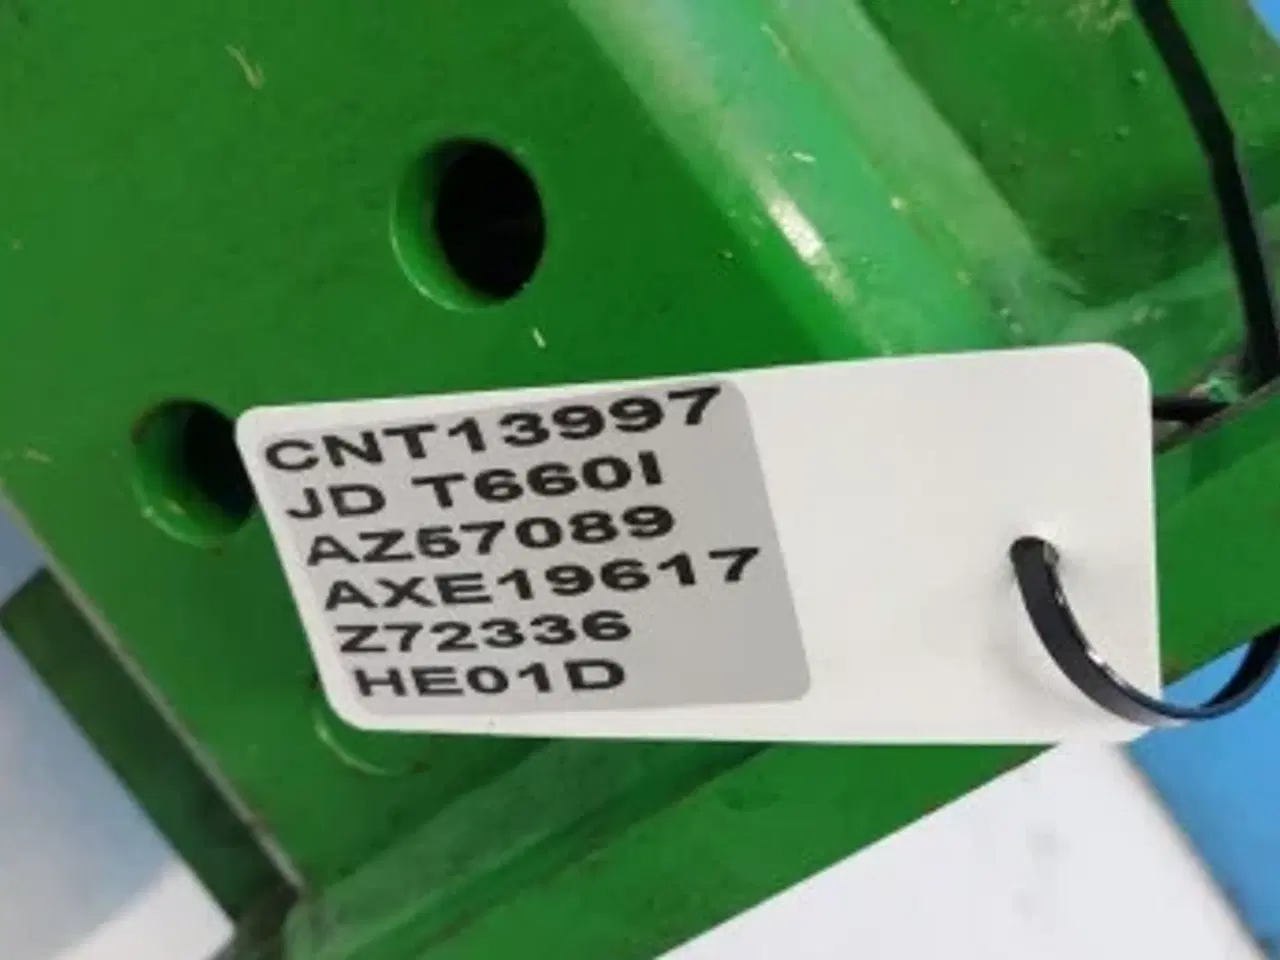 CNT13997
JD T660I
AZ57089
AXE19617
Z72336
HE01D